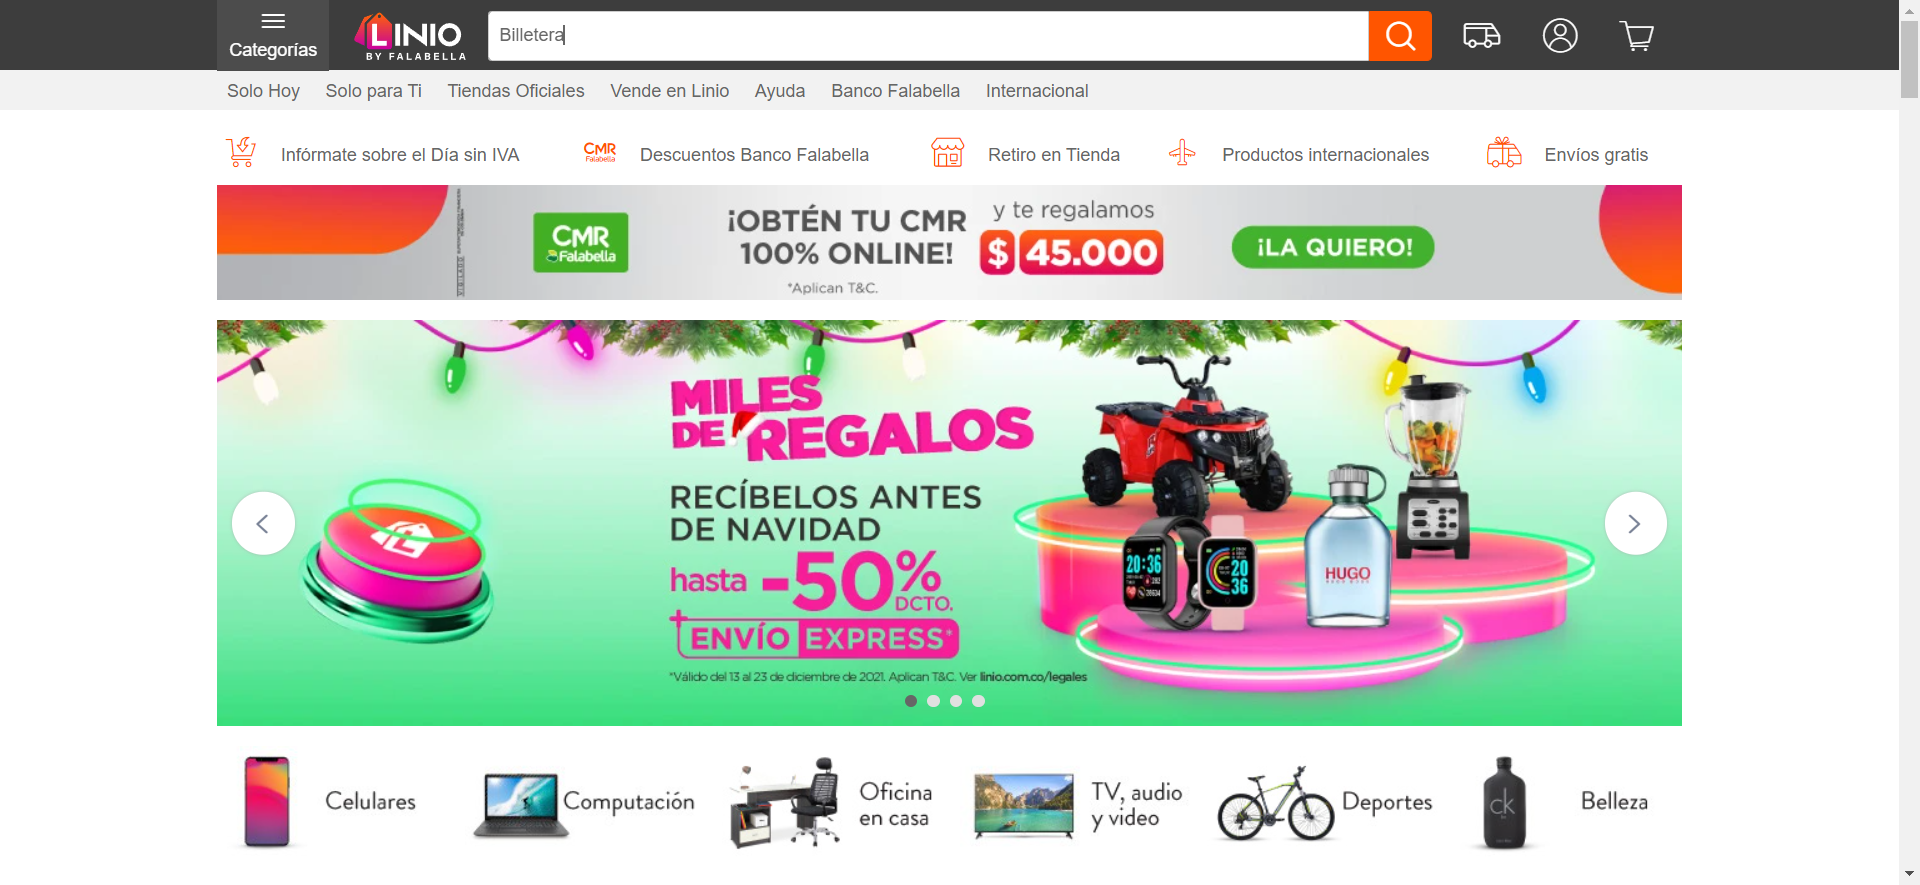 Categorías
LINIO
BY FALABELLA
Billetera
Solo Hoy
Solo para Ti
Tiendas Oficiales
Vende en Linio
Ayuda
Banco Falabella
Internacional
Infórmate sobre el Día sin IVA
CMR
Falabella
Descuentos Banco Falabella
Retiro en Tienda
Productos internacionales
Envíos gratis
VIGILADO
CMR
Falabella
¡OBTÉN TU CMR
100% ONLINE!
*Aplican T&C.
y te regalamos
$ 45.000
¡LA QUIERO!
MILES
DE REGALOS
RECÍBELOS ANTES
DE NAVIDAD
hasta -50%
DCTO.
+
ENVÍO EXPRESS*
*Válido del 13 al 23 de diciembre de 2021. Aplican T&C. Ver linio.com.co/legales
20:36
20
36
HUGO
Celulares
Computación
Oficina
en casa
TV, audio
y video
Deportes
ck
be
Belleza